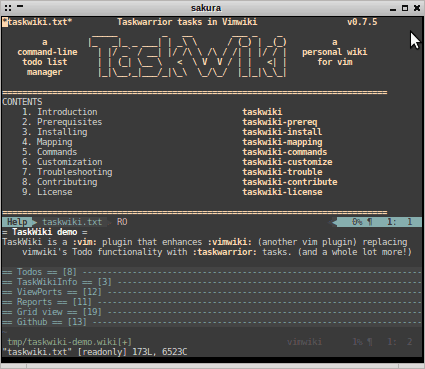 sakura
*taskwiki.txt* Taskwarrior tasks in Vimwiki v0.7.5
a a
command-line personal wiki
todo list for vim
manager
CONTENTS
1. Introduction taskwiki
2. Prerequisites taskwiki-prereq
3. Installing taskwiki-install
4. Mapping taskwiki-mapping
5. Commands taskwiki-commands
6. Customization taskwiki-customize
7. Troubleshooting taskwiki-trouble
8. Contributing taskwiki-contribute
9. License taskwiki-license
Help taskwiki.txt RO 0% ¶ 1: 1
= TaskWiki demo =
TaskWiki is a :vim: plugin that enhances :vimwiki: (another vim plugin) replacing
vimwiki's Todo functionality with :taskwarrior: tasks. (and a whole lot more!)
== Todos == [8] ---
== TaskWikiInfo == [3] ---
== ViewPorts == [12] ---
== Reports == [11] ---
== Grid view == [19] ---
== Github == [13] ---
tmp/taskwiki-demo.wiki[+] vimwiki 1% ¶ 1: 2
"taskwiki.txt" [readonly] 173L, 6523C